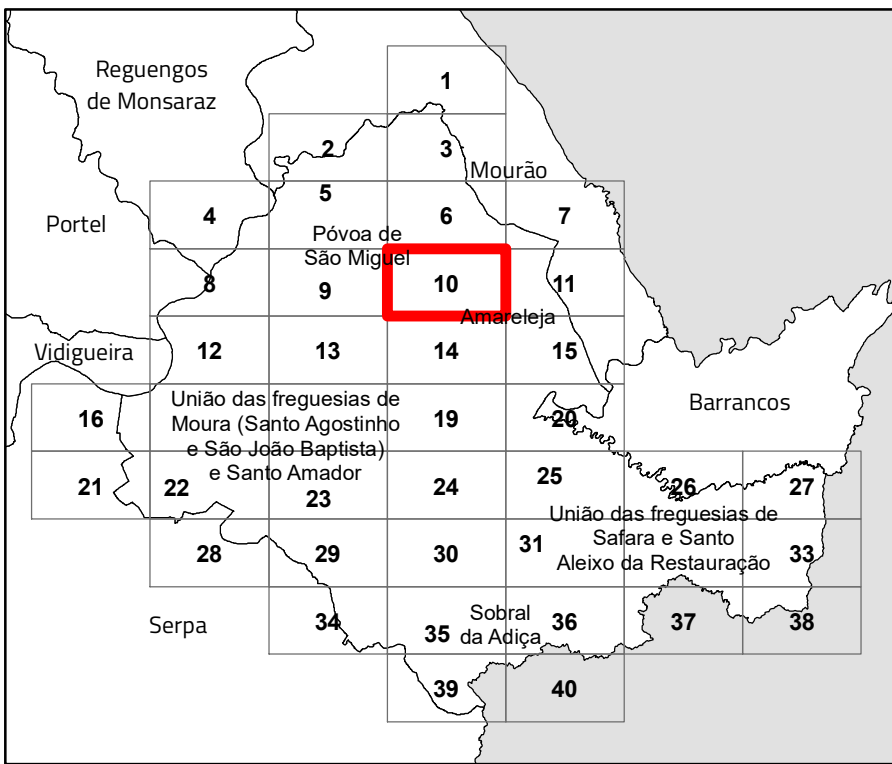 Reguengos
de Monsaraz
1
2
3
Mourão
4
5
6
7
Portel
Póvoa de
São Miguel
8
9
10
11
Amareleja
Vidigueira
12
13
14
15
Barrancos
16
União das freguesias de
Moura (Santo Agostinho
e São João Baptista)
e Santo Amador
19
20
21
22
23
24
25
26
27
União das freguesias de
Safara e Santo
Aleixo da Restauração
28
29
30
31
33
Serpa
34
35
Sobral
da Adiça
36
37
38
39
40